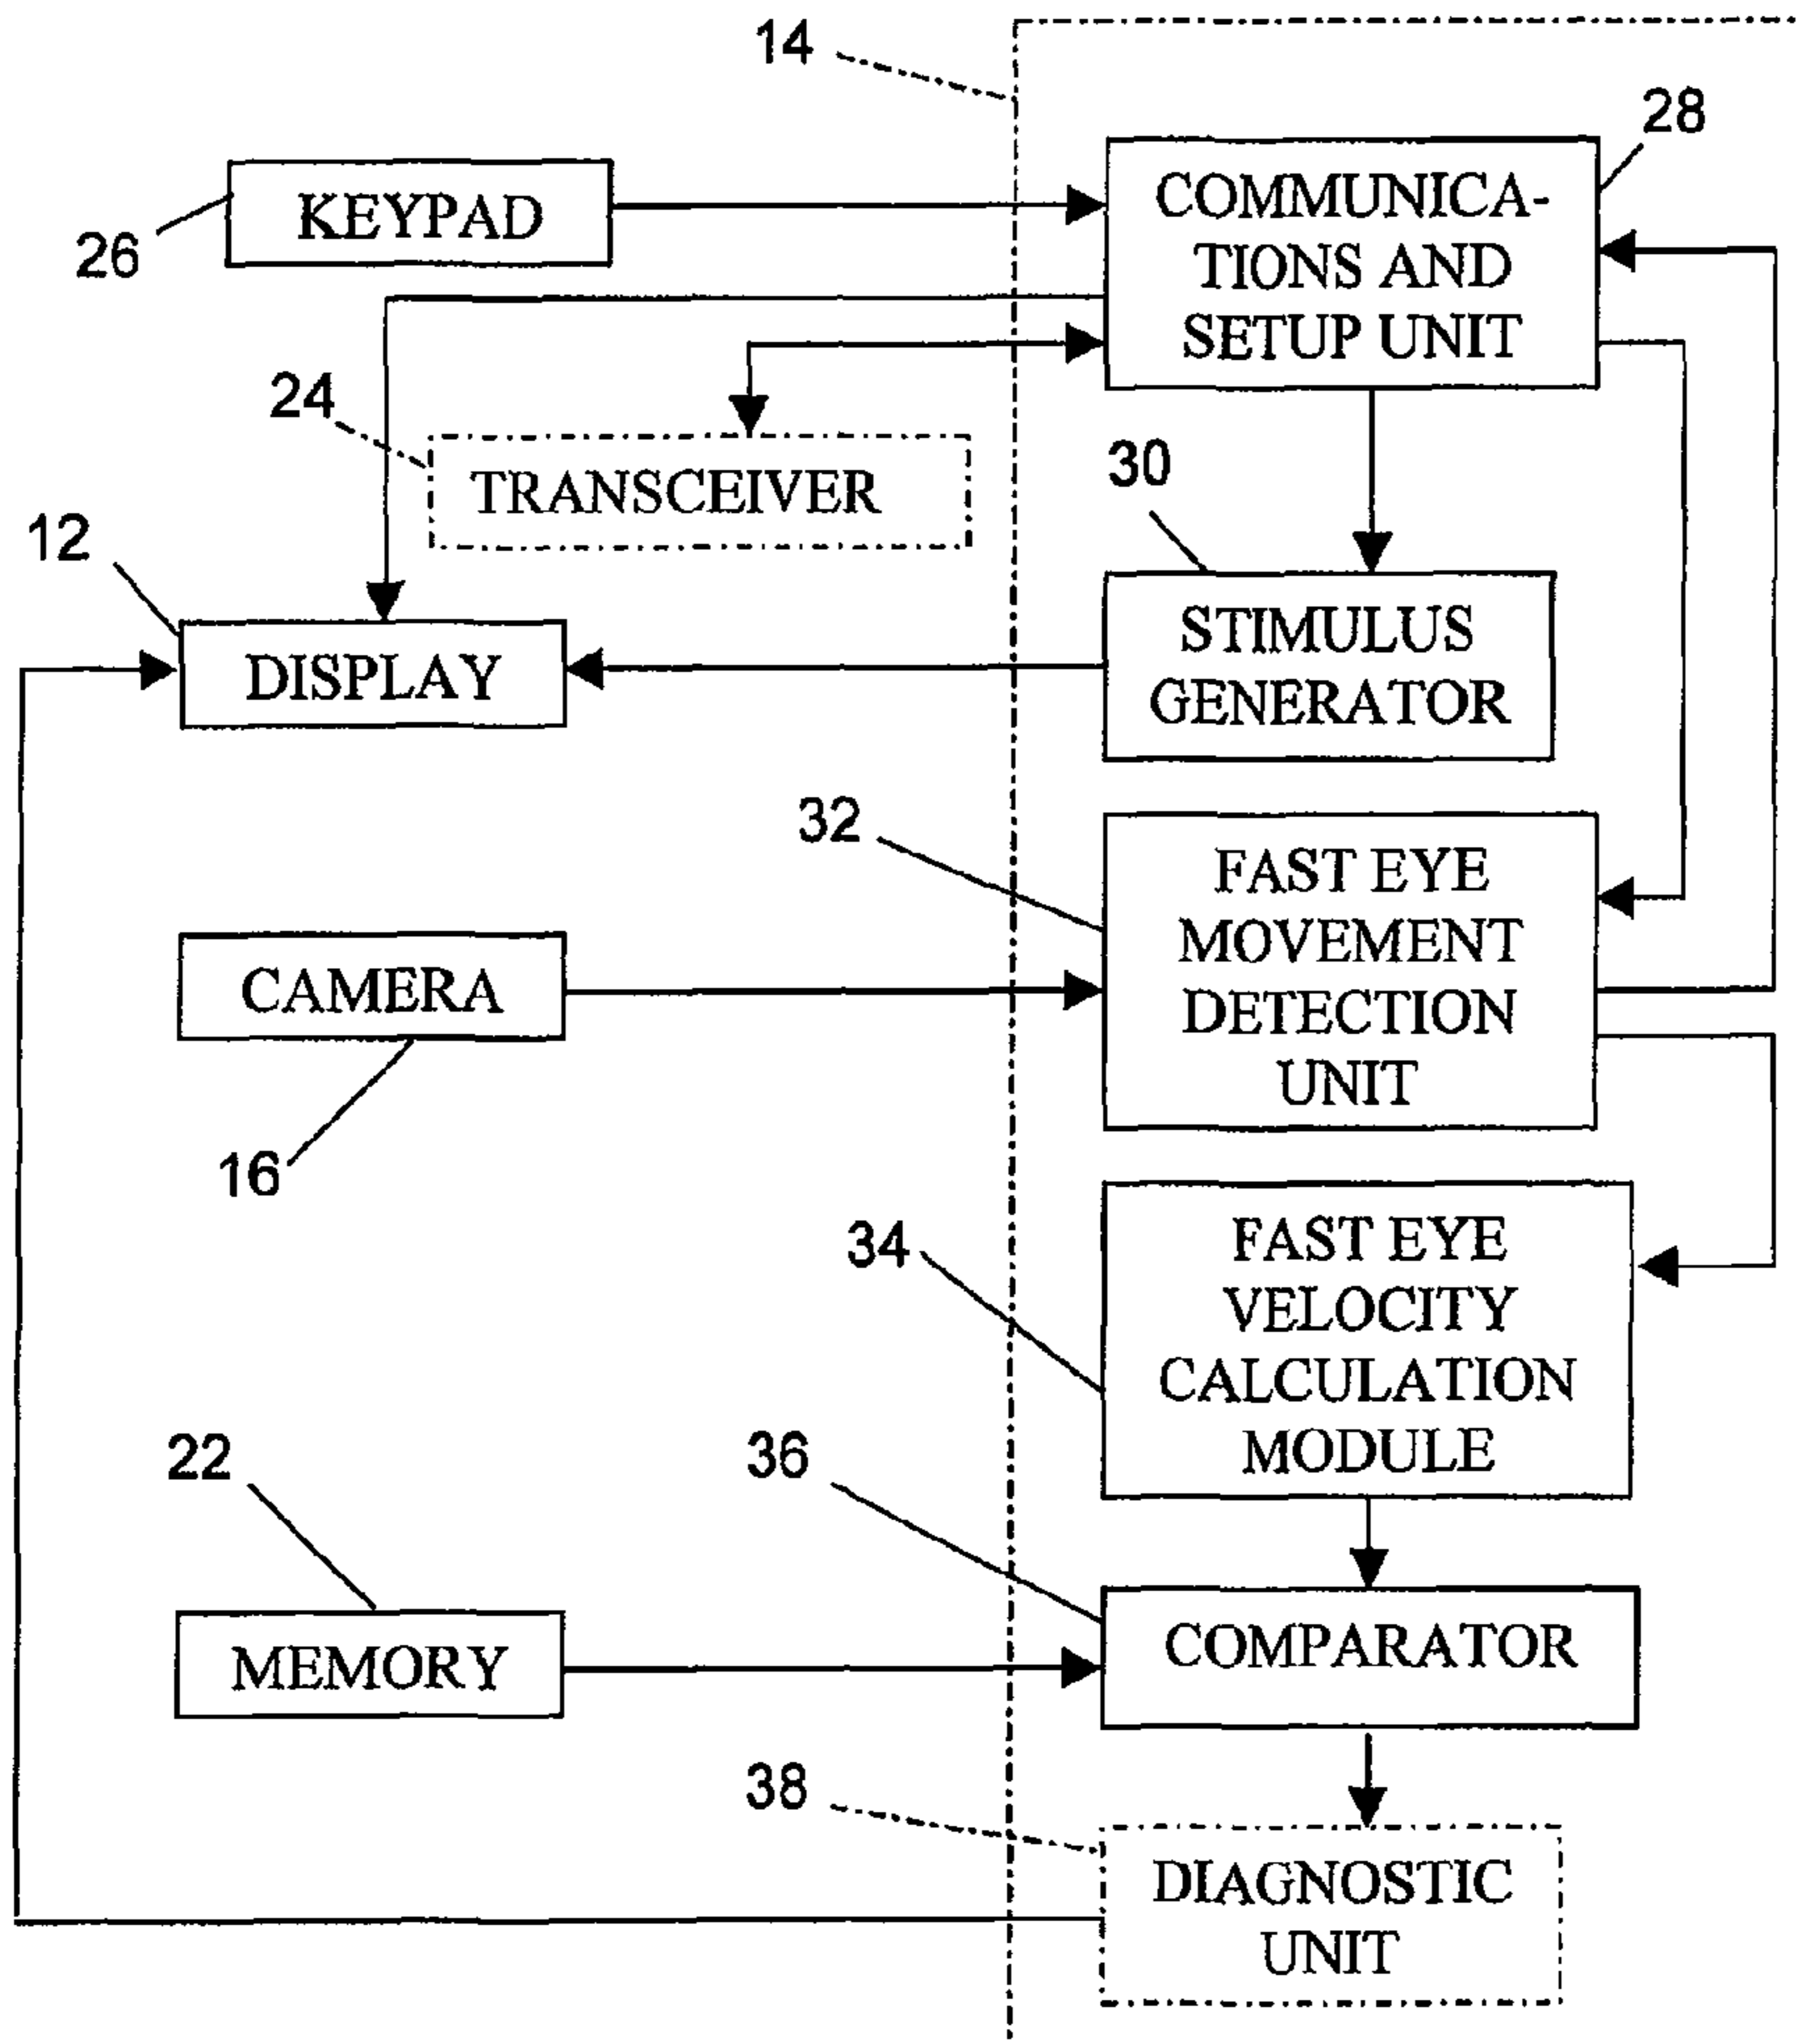 14
28
KEYPAD
26
COMMUNICA-
TIONS AND
SETUP UNIT
24
TRANSCEIVER
30
12
DISPLAY
STIMULUS
GENERATOR
32
FAST EYE
MOVEMENT
DETECTION
UNIT
CAMERA
16
34
FAST EYE
VELOCITY
CALCULATION
MODULE
22
36
MEMORY
COMPARATOR
38
DIAGNOSTIC
UNIT